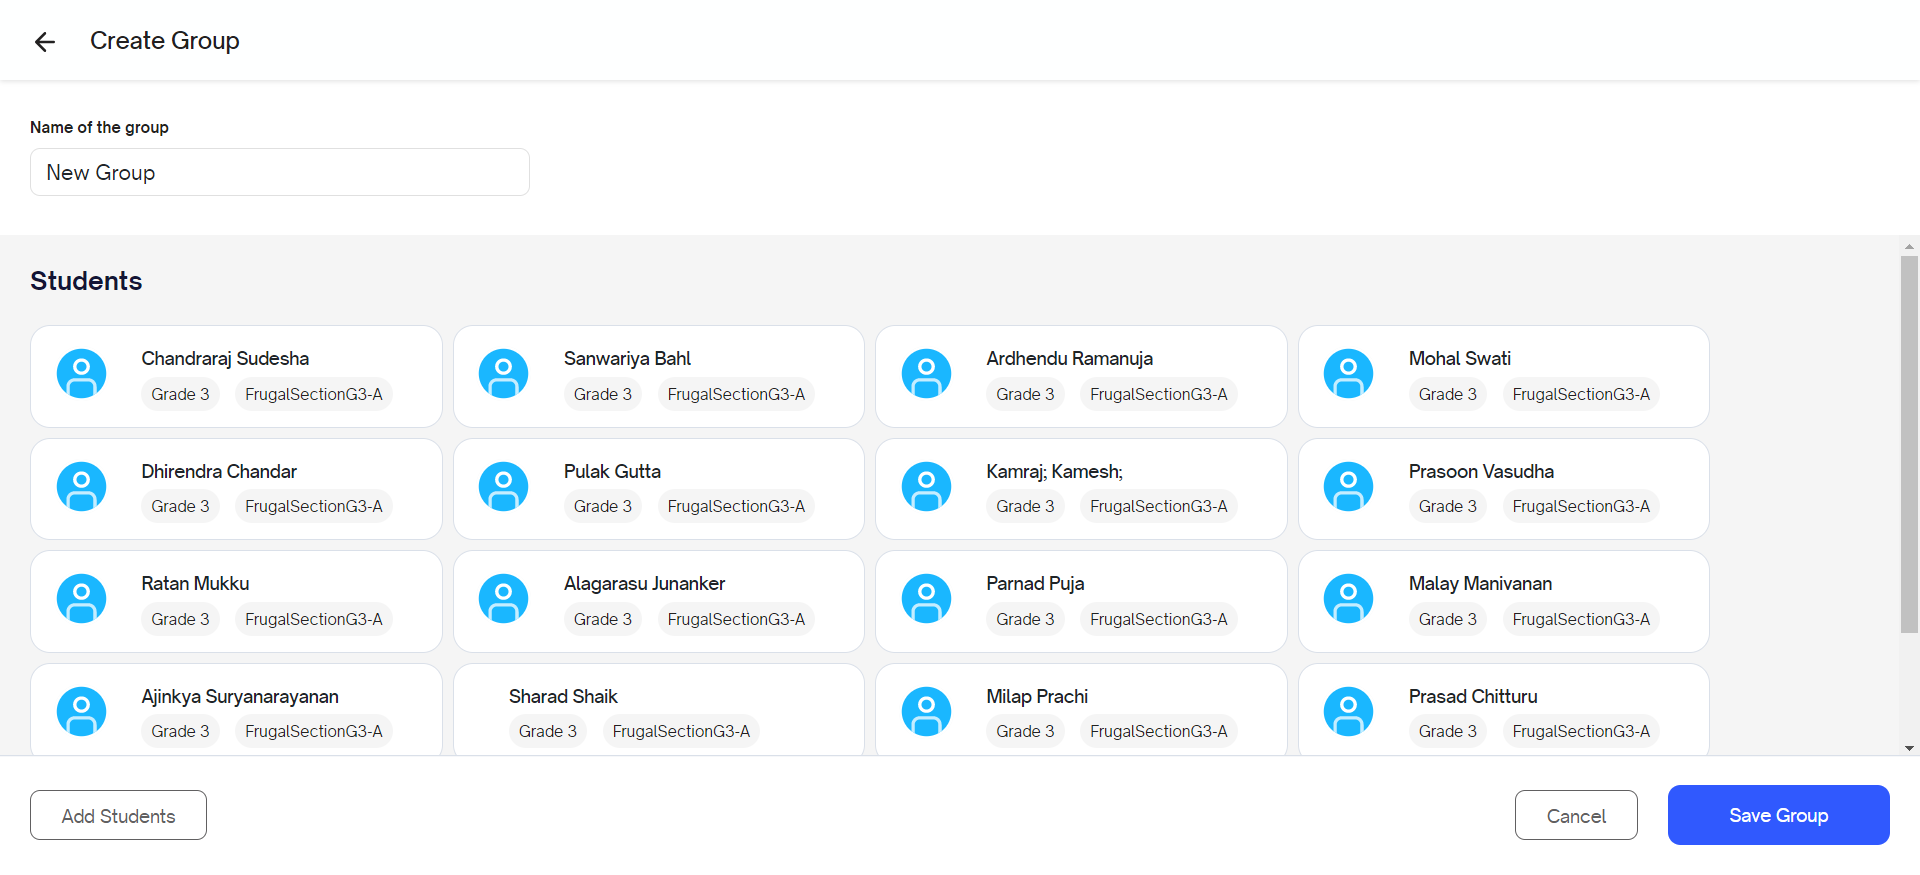 Create Group
Name of the group
New Group
Students
Chandraraj Sudesha
Grade 3 FrugalSectionG3-A
Sanwariya Bahl
Grade 3 FrugalSectionG3-A
Ardhendu Ramanuja
Grade 3 FrugalSectionG3-A
Mohal Swati
Grade 3 FrugalSectionG3-A
Dhirendra Chandar
Grade 3 FrugalSectionG3-A
Pulak Gutta
Grade 3 FrugalSectionG3-A
Kamraj; Kamesh;
Grade 3 FrugalSectionG3-A
Prasoon Vasudha
Grade 3 FrugalSectionG3-A
Ratan Mukku
Grade 3 FrugalSectionG3-A
Alagarasu Junanker
Grade 3 FrugalSectionG3-A
Parnad Puja
Grade 3 FrugalSectionG3-A
Malay Manivanan
Grade 3 FrugalSectionG3-A
Ajinkya Suryanarayanan
Grade 3 FrugalSectionG3-A
Sharad Shaik
Grade 3 FrugalSectionG3-A
Milap Prachi
Grade 3 FrugalSectionG3-A
Prasad Chitturu
Grade 3 FrugalSectionG3-A
Add Students
Cancel
Save Group